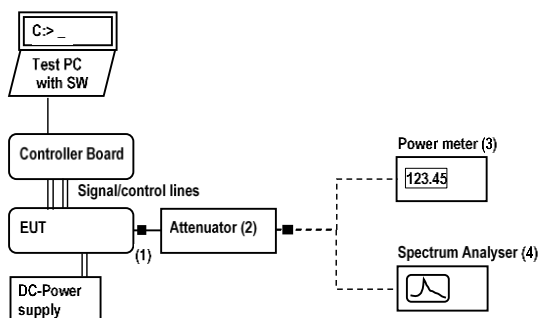 C:> _
Test PC
with SW
Controller Board
Signal/control lines
EUT
(1)
Attenuator (2)
DC-Power
supply
Power meter (3)
123.45
Spectrum Analyser (4)